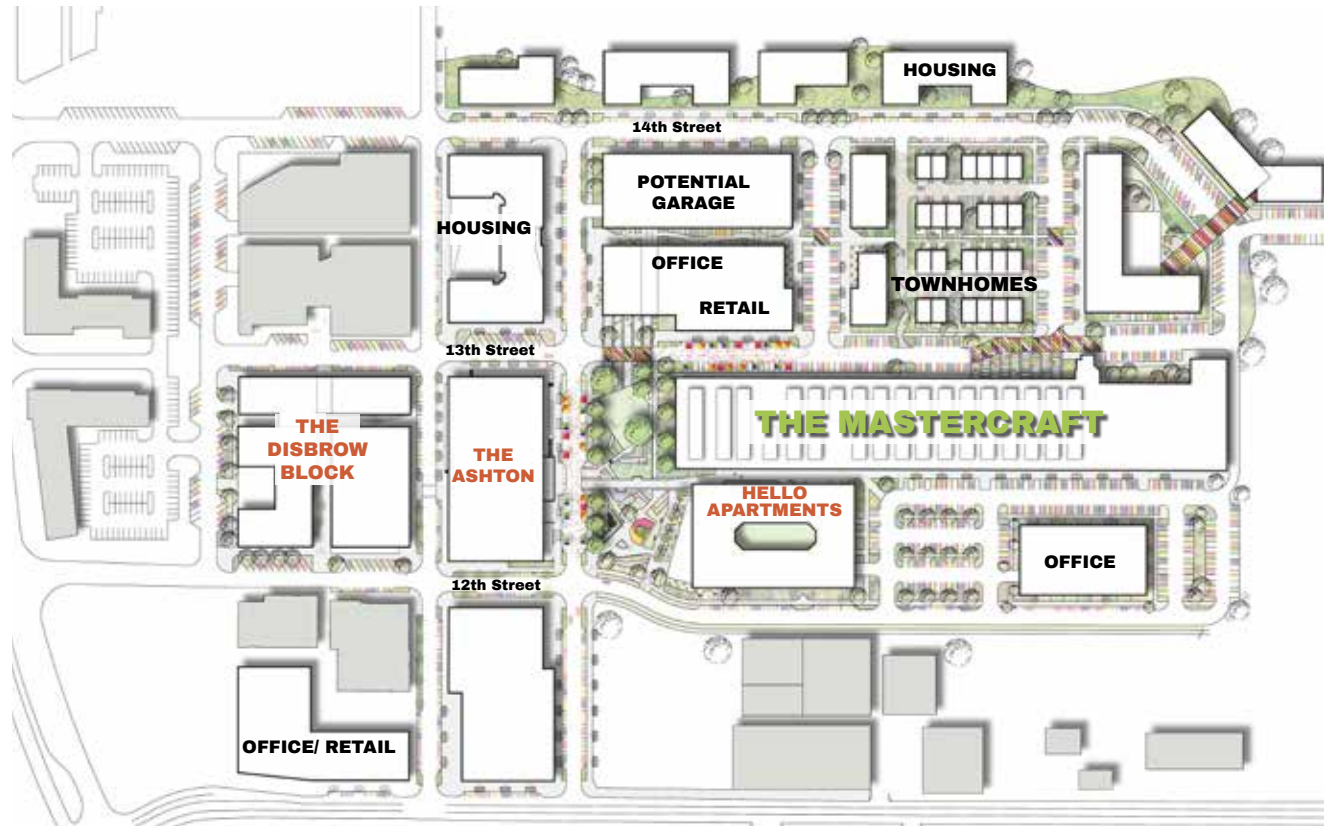 HOUSING
14th Street
POTENTIAL
GARAGE
HOUSING
OFFICE
RETAIL
TOWNHOMES
13th Street
THE MASTERCRAFT
THE
DISBROW
BLOCK
THE
ASHTON
HELLO
APARTMENTS
OFFICE
12th Street
OFFICE/ RETAIL